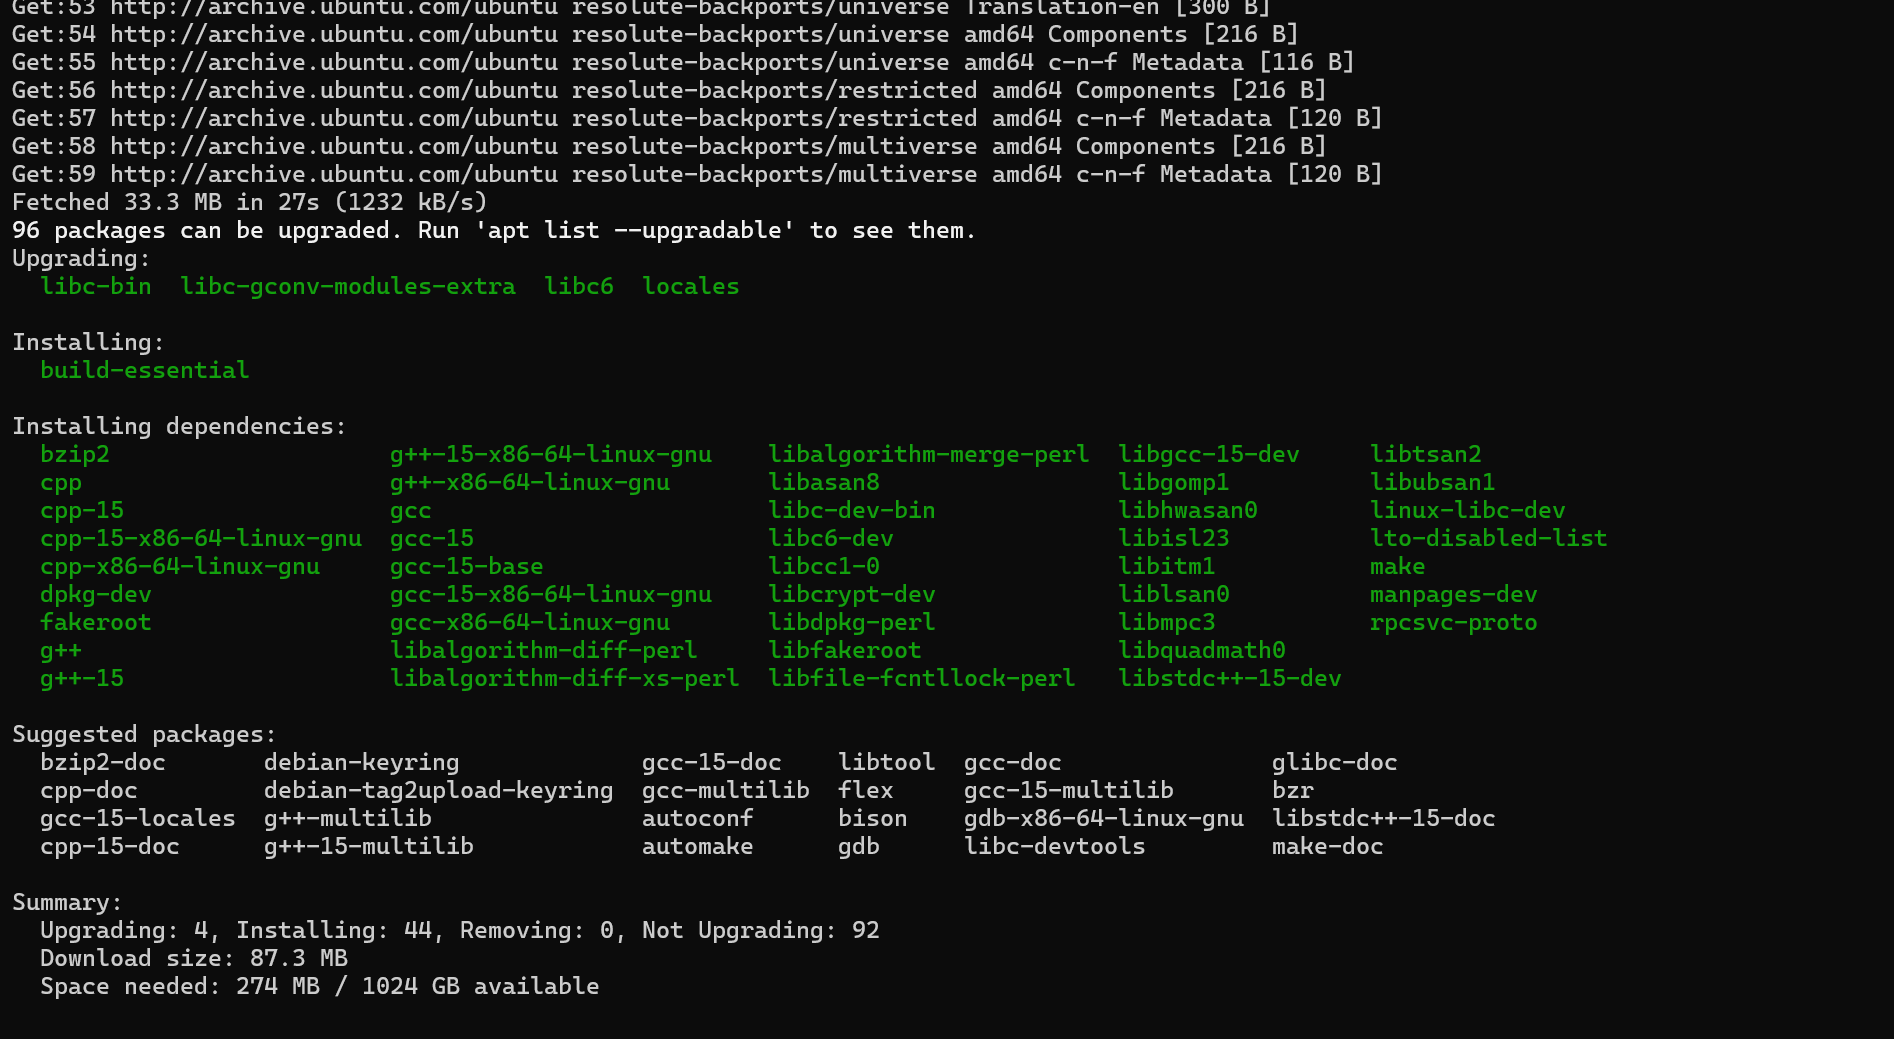 Get:53 http://archive.ubuntu.com/ubuntu resolute-backports/universe Translation-en [300 B]
Get:54 http://archive.ubuntu.com/ubuntu resolute-backports/universe amd64 Components [216 B]
Get:55 http://archive.ubuntu.com/ubuntu resolute-backports/universe amd64 c-n-f Metadata [116 B]
Get:56 http://archive.ubuntu.com/ubuntu resolute-backports/restricted amd64 Components [216 B]
Get:57 http://archive.ubuntu.com/ubuntu resolute-backports/restricted amd64 c-n-f Metadata [120 B]
Get:58 http://archive.ubuntu.com/ubuntu resolute-backports/multiverse amd64 Components [216 B]
Get:59 http://archive.ubuntu.com/ubuntu resolute-backports/multiverse amd64 c-n-f Metadata [120 B]
Fetched 33.3 MB in 27s (1232 kB/s)
96 packages can be upgraded. Run 'apt list --upgradable' to see them.
Upgrading:
  libc-bin  libc-gconv-modules-extra  libc6  locales

Installing:
  build-essential

Installing dependencies:
  bzip2                    g++-15-x86-64-linux-gnu    libalgorithm-merge-perl  libgcc-15-dev     libtsan2
  cpp                      g++-x86-64-linux-gnu       libasan8                 libgomp1          libubsan1
  cpp-15                   gcc                        libc-dev-bin             libhwasan0        linux-libc-dev
  cpp-15-x86-64-linux-gnu  gcc-15                     libc6-dev                libisl23          lto-disabled-list
  cpp-x86-64-linux-gnu     gcc-15-base                libcc1-0                 libitm1           make
  dpkg-dev                 gcc-15-x86-64-linux-gnu    libcrypt-dev             liblsan0          manpages-dev
  fakeroot                 gcc-x86-64-linux-gnu       libdpkg-perl             libmpc3           rpcsvc-proto
  g++                      libalgorithm-diff-perl     libfakeroot              libquadmath0
  g++-15                   libalgorithm-diff-xs-perl  libfile-fcntllock-perl   libstdc++-15-dev

Suggested packages:
  bzip2-doc       debian-keyring             gcc-15-doc    libtool  gcc-doc               glibc-doc
  cpp-doc         debian-tag2upload-keyring  gcc-multilib  flex     gcc-15-multilib       bzr
  gcc-15-locales  g++-multilib               autoconf      bison    gdb-x86-64-linux-gnu  libstdc++-15-doc
  cpp-15-doc      g++-15-multilib            automake      gdb      libc-devtools         make-doc

Summary:
  Upgrading: 4, Installing: 44, Removing: 0, Not Upgrading: 92
  Download size: 87.3 MB
  Space needed: 274 MB / 1024 GB available